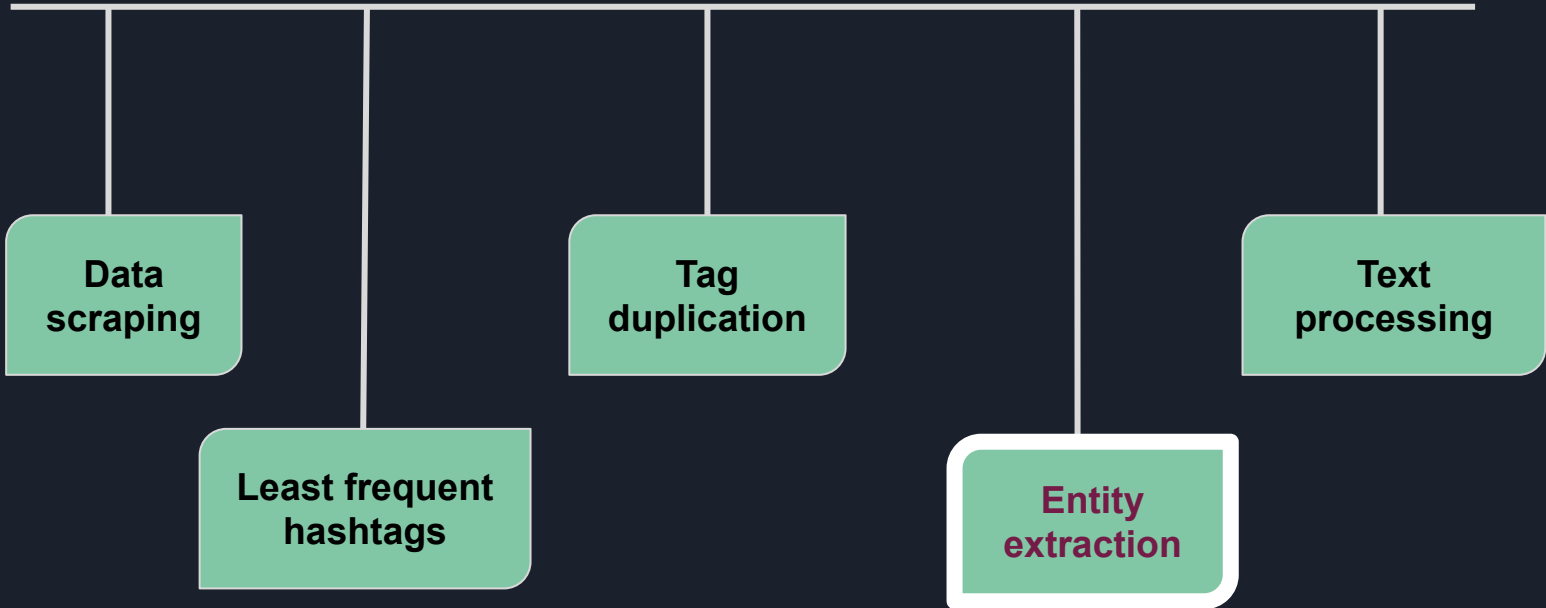 Data
scraping
Least frequent
hashtags
Tag
duplication
Entity
extraction
Text
processing